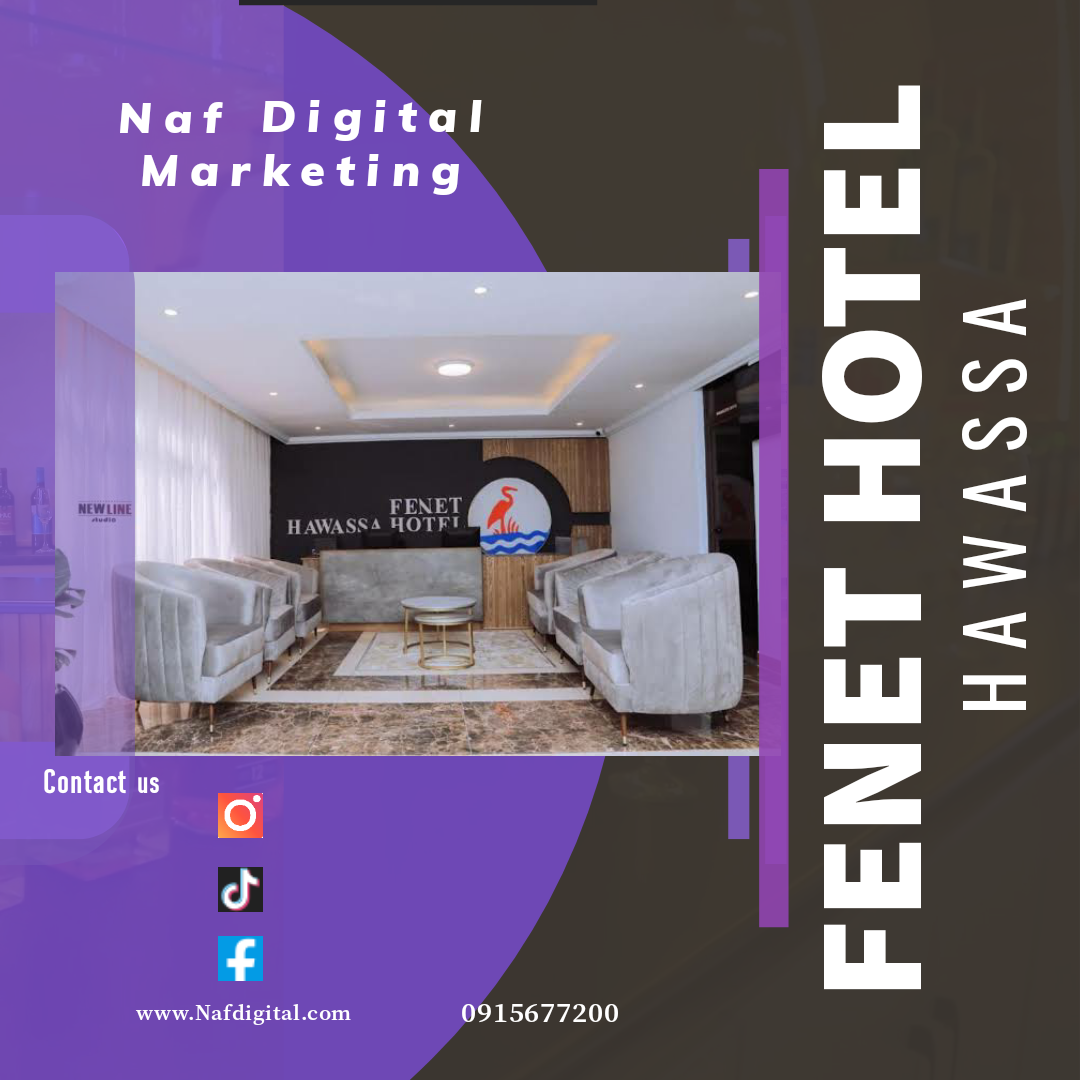 Naf Digital
Marketing
FENET HOTEL
HAWASSA
NEW LINE
studio
FENET
HAWASSA HOTEL
Contact us
www.Nafdigital.com
0915677200